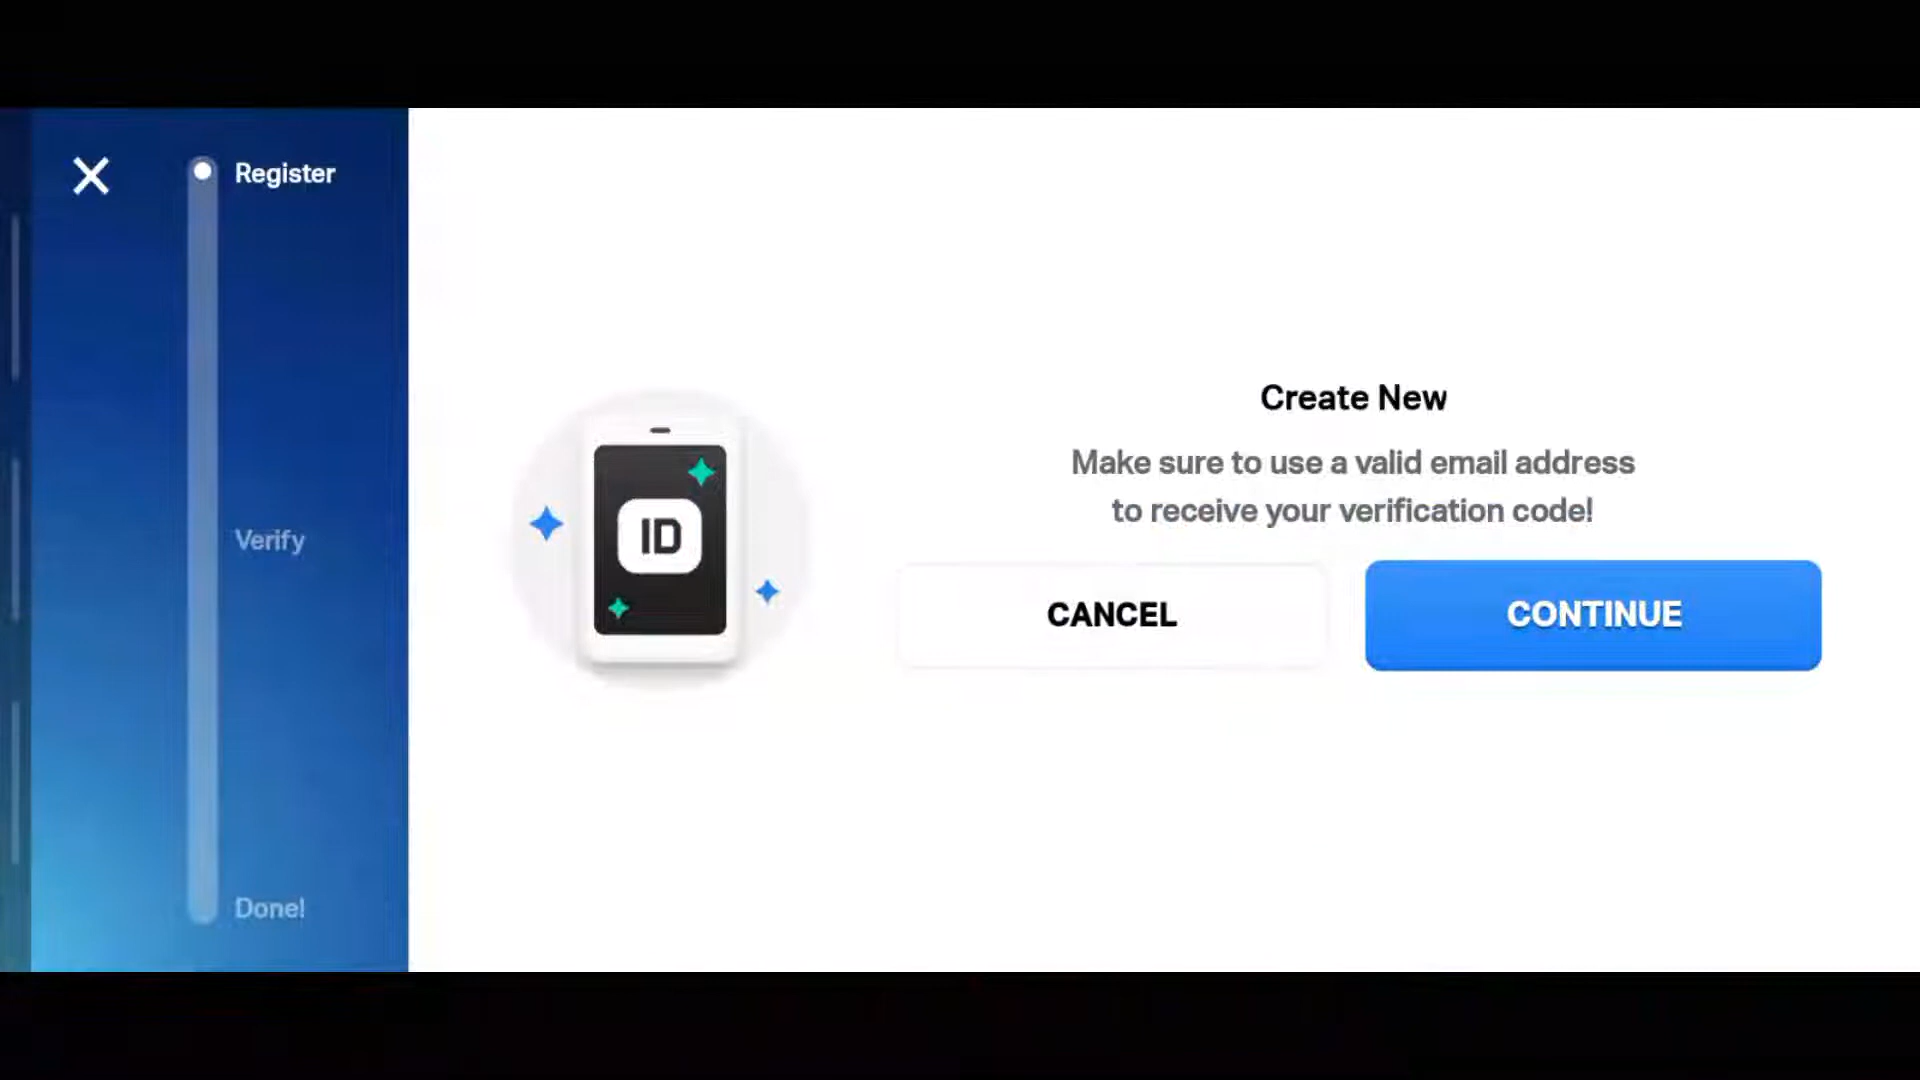 Register
Verify
Done!
ID
Create New
Make sure to use a valid email address
to receive your verification code!
CANCEL
CONTINUE